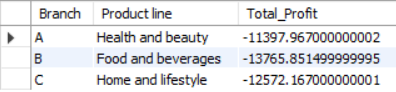 Branch Product line Total_Profit
A Health and beauty -11397.967000000002
B Food and beverages -13765.851499999995
C Home and lifestyle -12572.167000000001